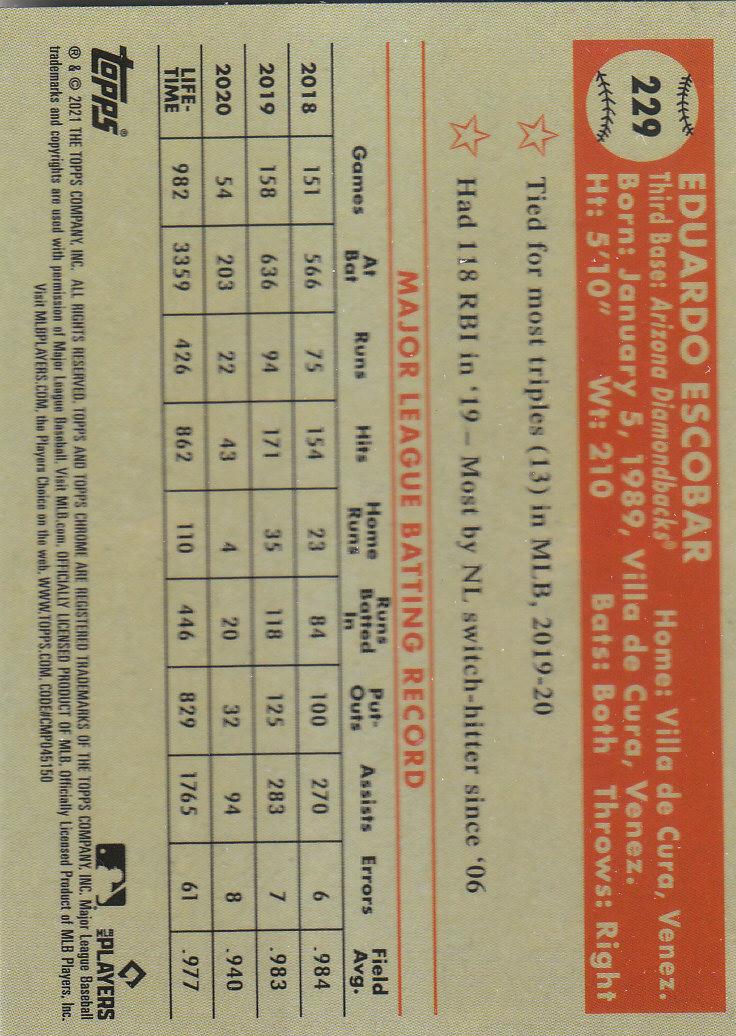 229
EDUARDO ESCOBAR
Third Base: Arizona Diamondbacks® Home: Villa de Cura, Venez.
Born: January 5, 1989, Villa de Cura, Venez.
Ht: 5'10" Wt: 210 Bats: Both Throws: Right
Tied for most triples (13) in MLB, 2019-20
Had 118 RBI in '19 – Most by NL switch-hitter since '06
MAJOR LEAGUE BATTING RECORD
Games At Bat Runs Hits Home Runs Runs Batted In Put-Outs Assists Errors Field Avg.
2018 151 566 75 154 23 84 100 270 6 .984
2019 158 636 94 171 35 118 125 283 7 .983
2020 54 203 22 43 4 20 32 94 8 .940
LIFE-TIME 982 3359 426 862 110 446 829 1765 61 .977
topps® MLB PLAYERS
® & © 2021 THE TOPPS COMPANY, INC. ALL RIGHTS RESERVED. TOPPS AND TOPPS CHROME ARE REGISTERED TRADEMARKS OF THE TOPPS COMPANY, INC. Major League Baseball
trademarks and copyrights are used with permission of Major League Baseball. Visit MLB.com. OFFICIALLY LICENSED PRODUCT OF MLB. Officially Licensed Product of MLB Players, Inc.
Visit MLBPLAYERS.COM, the Players Choice on the web. WWW.TOPPS.COM. CODE#CMP045150